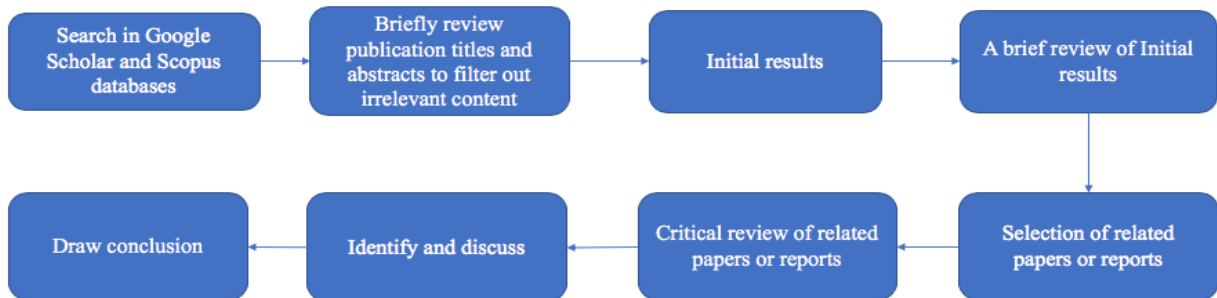 Search in Google
Scholar and Scopus
databases
Briefly review
publication titles and
abstracts to filter out
irrelevant content
Initial results
A brief review of Initial
results
Selection of related
papers or reports
Critical review of related
papers or reports
Identify and discuss
Draw conclusion